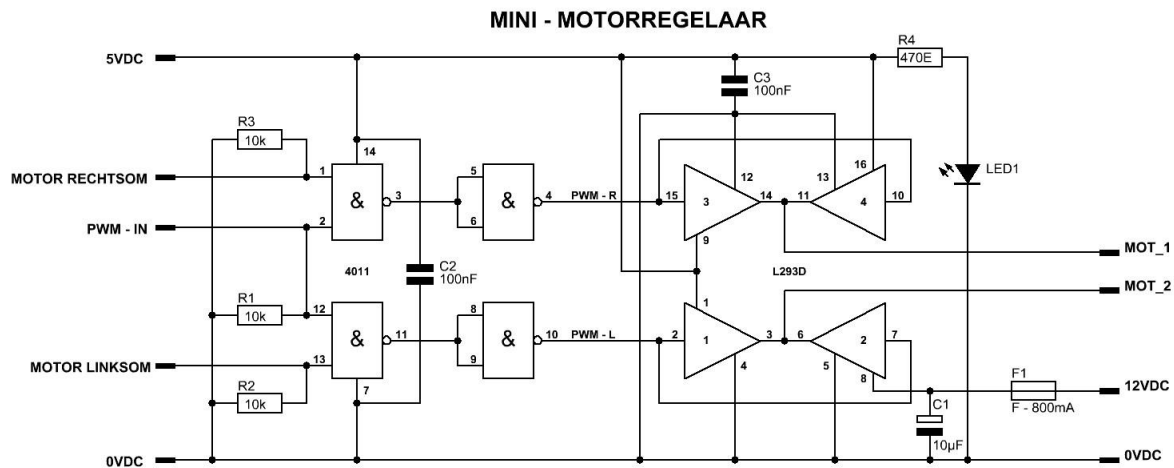 MINI - MOTORREGELAAR
5VDC
R4
470E
C3
100nF
R3
10k
14
16
LED1
MOTOR RECHTSOM
1
&
3
5
6
&
4
PWM - R
15
3
12
14
13
11
4
10
PWM - IN
2
9
MOT_1
4011
C2
100nF
L293D
MOT_2
R1
10k
12
&
11
8
9
&
10
PWM - L
1
2
1
3
6
2
7
MOTOR LINKSOM
13
7
4
5
8
F1
F - 800mA
12VDC
R2
10k
C1
10µF
0VDC
0VDC